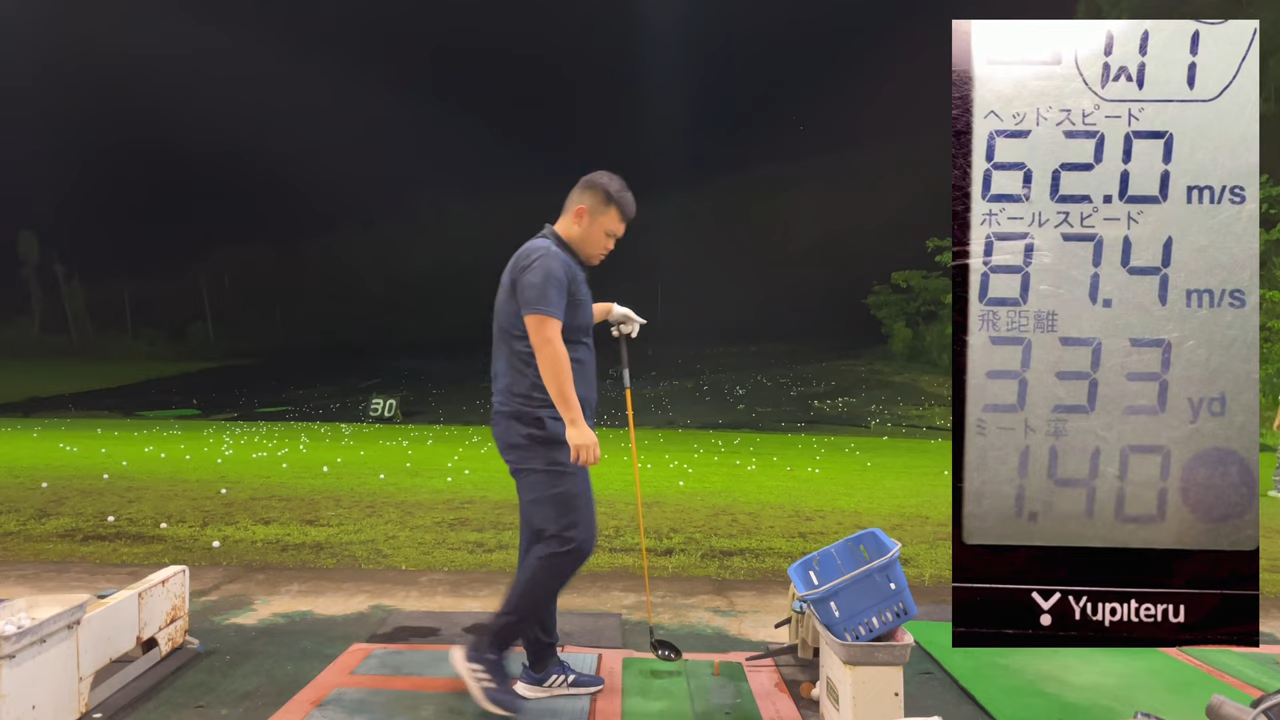 W1
ヘッドスピード
62.0 m/s
ボールスピード
87.4 m/s
飛距離
333 yd
ミート率
1.40
Yupiteru
30